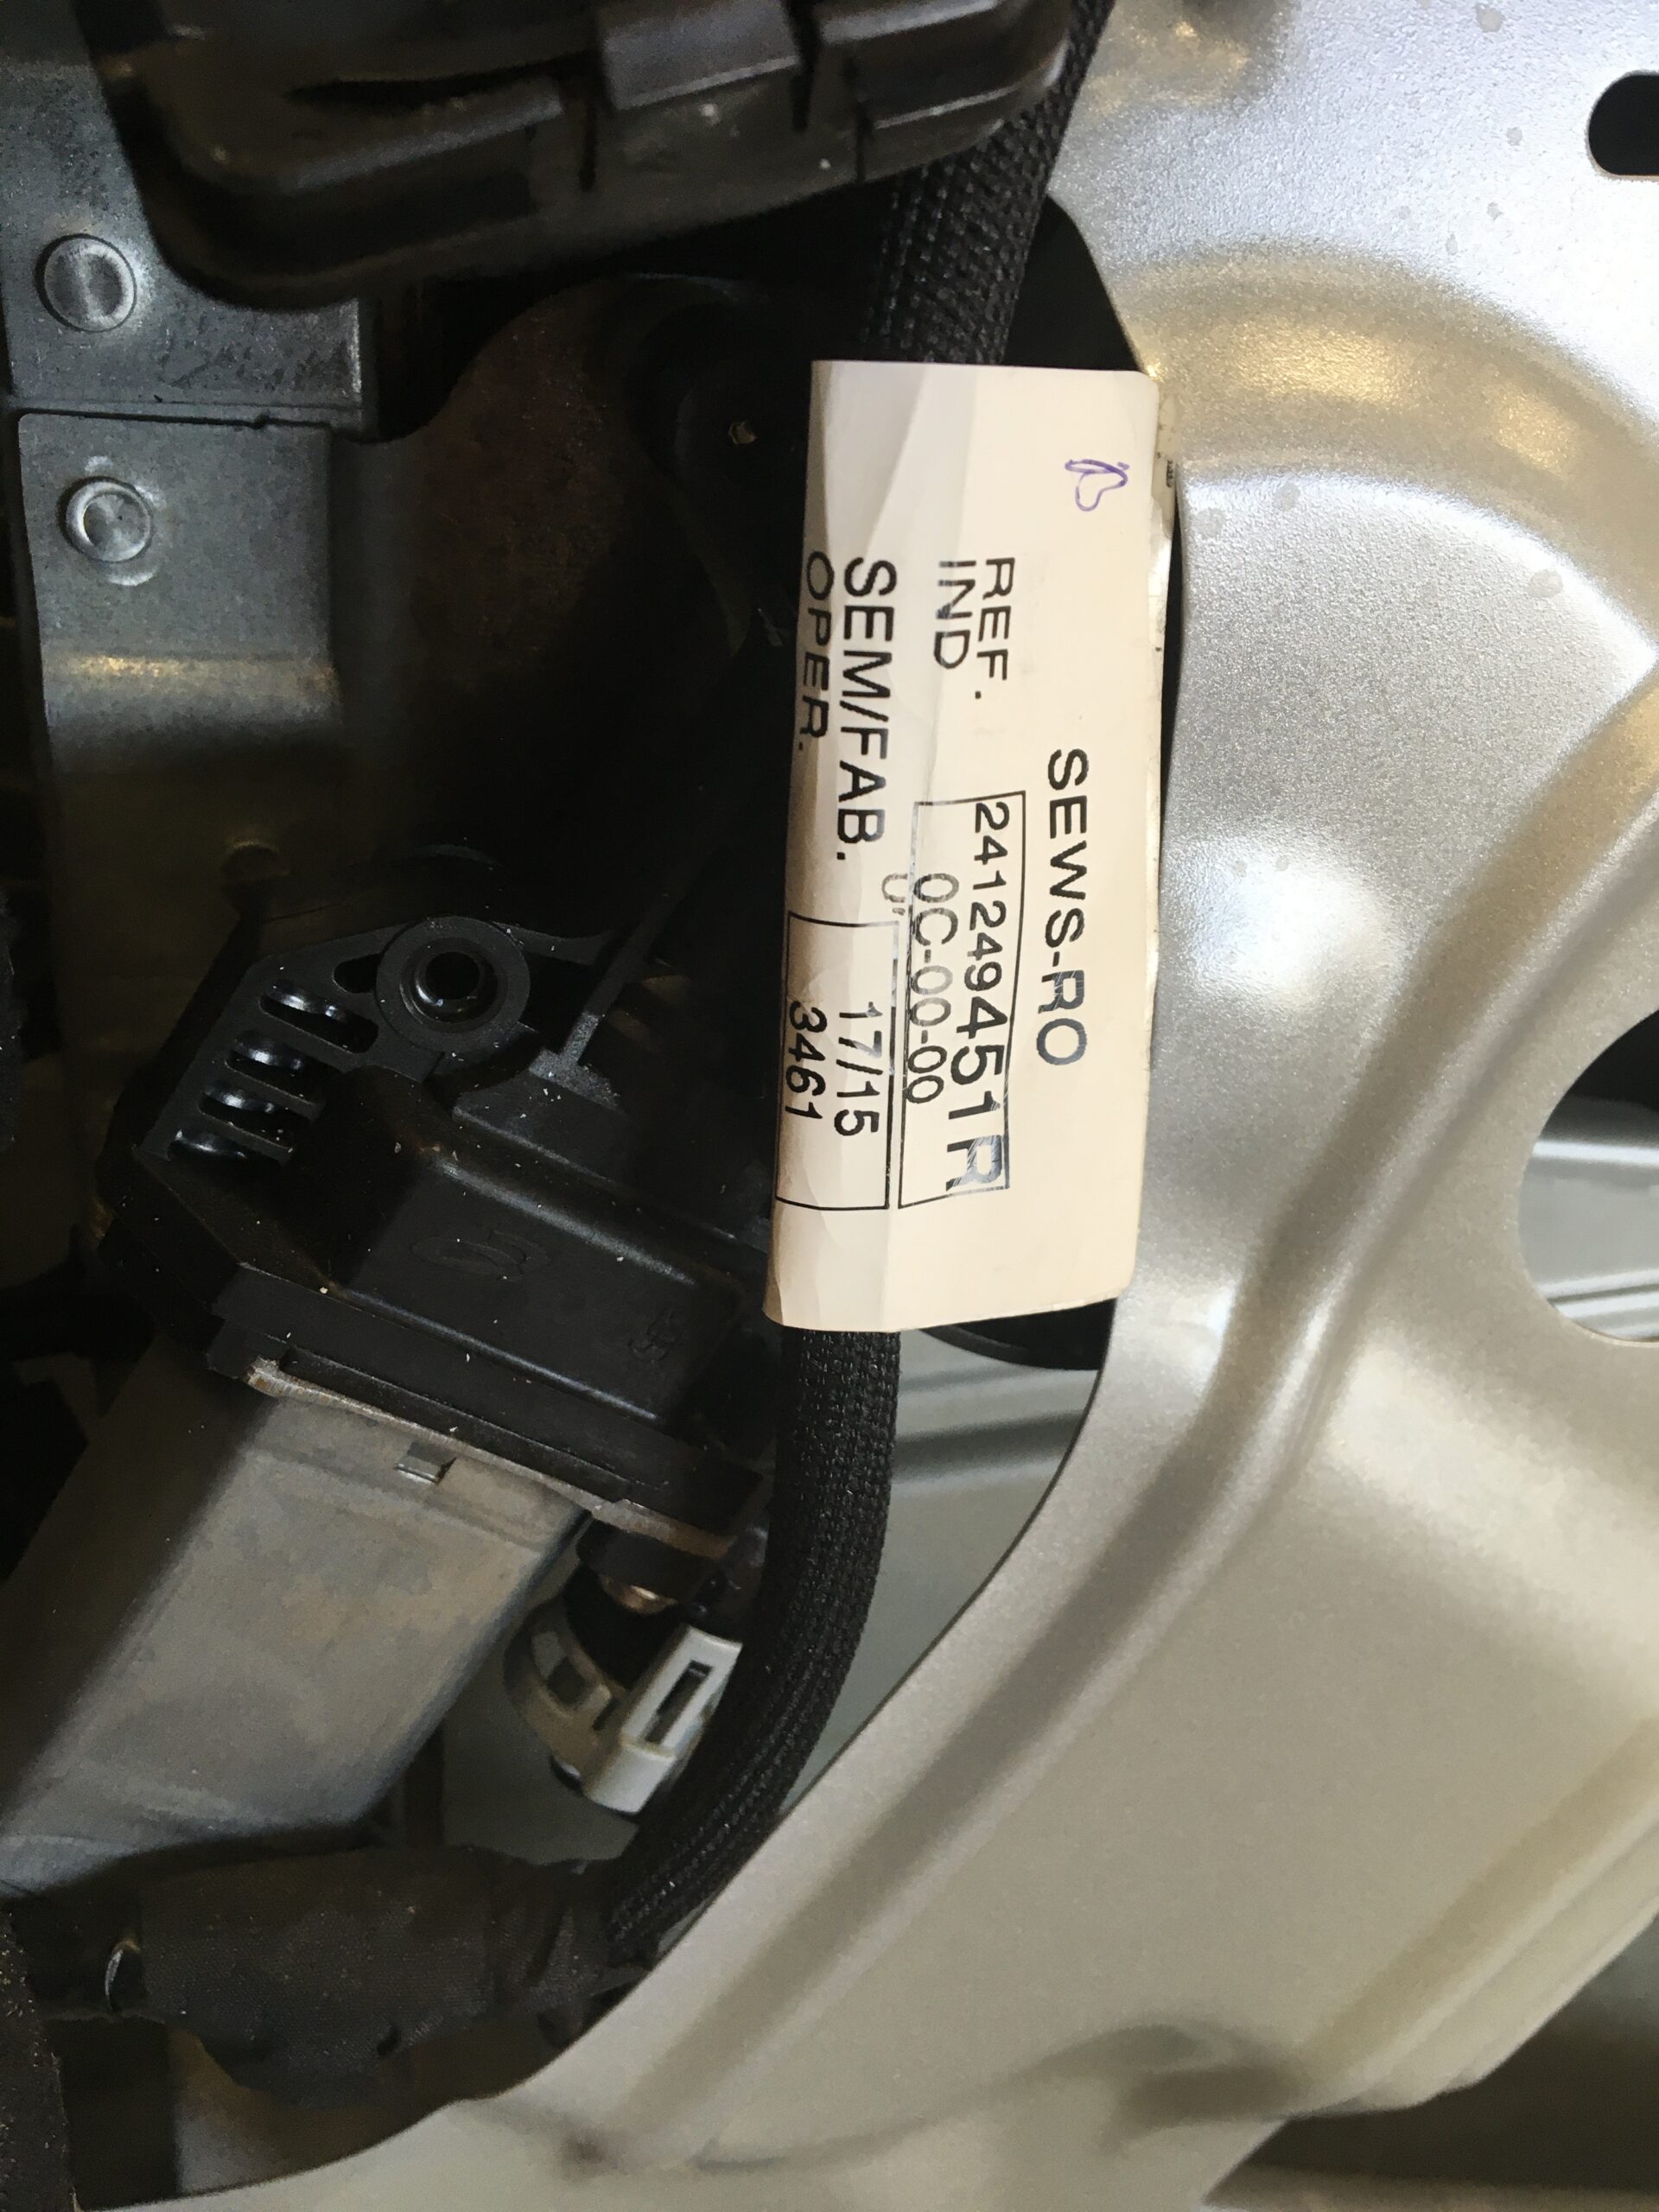 SEWS-RO
REF. 241249451R
IND 0C-00-00
SEM/FAB. 17/15
OPER. 3461